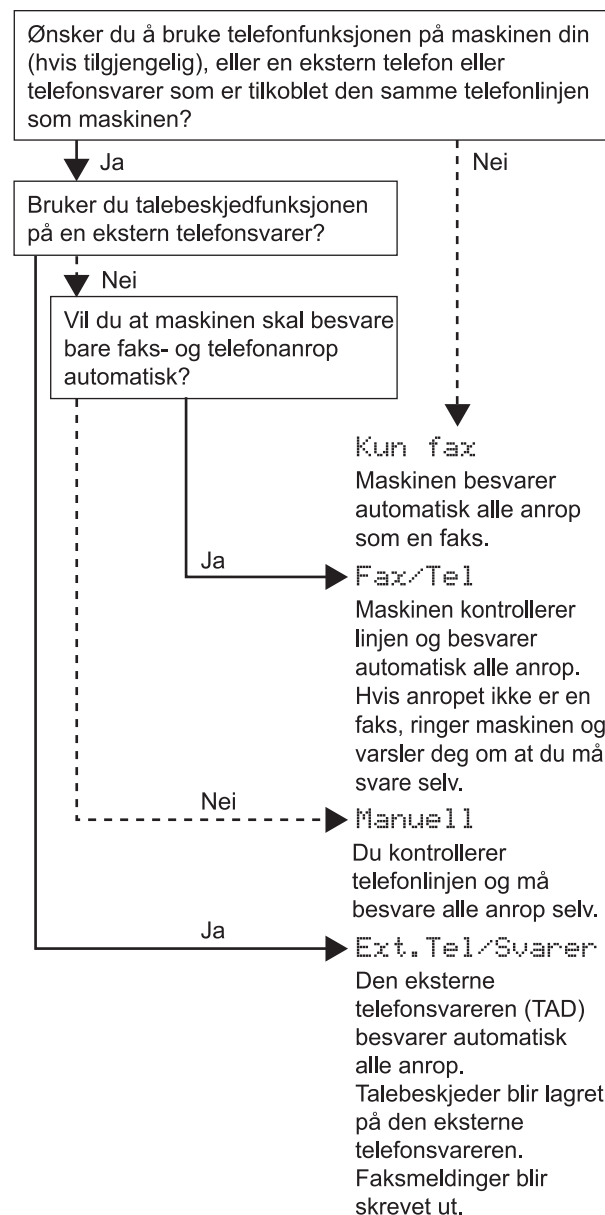 Ønsker du å bruke telefonfunksjonen på maskinen din
(hvis tilgjengelig), eller en ekstern telefon eller
telefonsvarer som er tilkoblet den samme telefonlinjen
som maskinen?
Ja
Nei
Bruker du talebeskjedfunksjonen
på en ekstern telefonsvarer?
Nei
Vil du at maskinen skal besvare
bare faks- og telefonanrop
automatisk?
Kun fax
Maskinen besvarer
automatisk alle anrop
som en faks.
Ja
Fax/Tel
Maskinen kontrollerer
linjen og besvarer
automatisk alle anrop.
Hvis anropet ikke er en
faks, ringer maskinen og
varsler deg om at du må
svare selv.
Nei
Manuell
Du kontrollerer
telefonlinjen og må
besvare alle anrop selv.
Ja
Ext.Tel/Svarer
Den eksterne
telefonsvareren (TAD)
besvarer automatisk
alle anrop.
Talebeskjeder blir lagret
på den eksterne
telefonsvareren.
Faksmeldinger blir
skrevet ut.